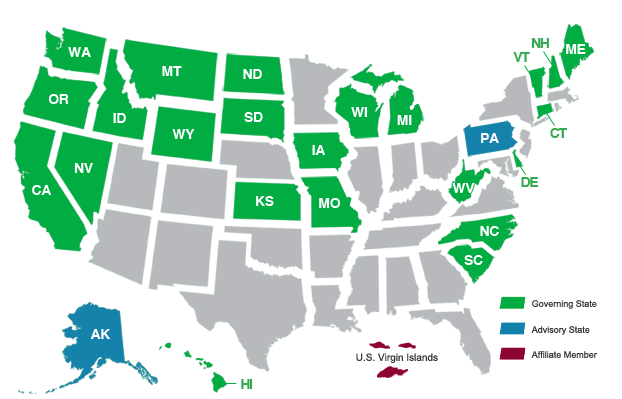 WA
MT
ND
OR
ID
WY
SD
WI
MI
VT
NH
ME
CT
CA
NV
IA
PA
KS
MO
WV
DE
NC
SC
AK
HI
U.S. Virgin Islands
Governing State
Advisory State
Affiliate Member